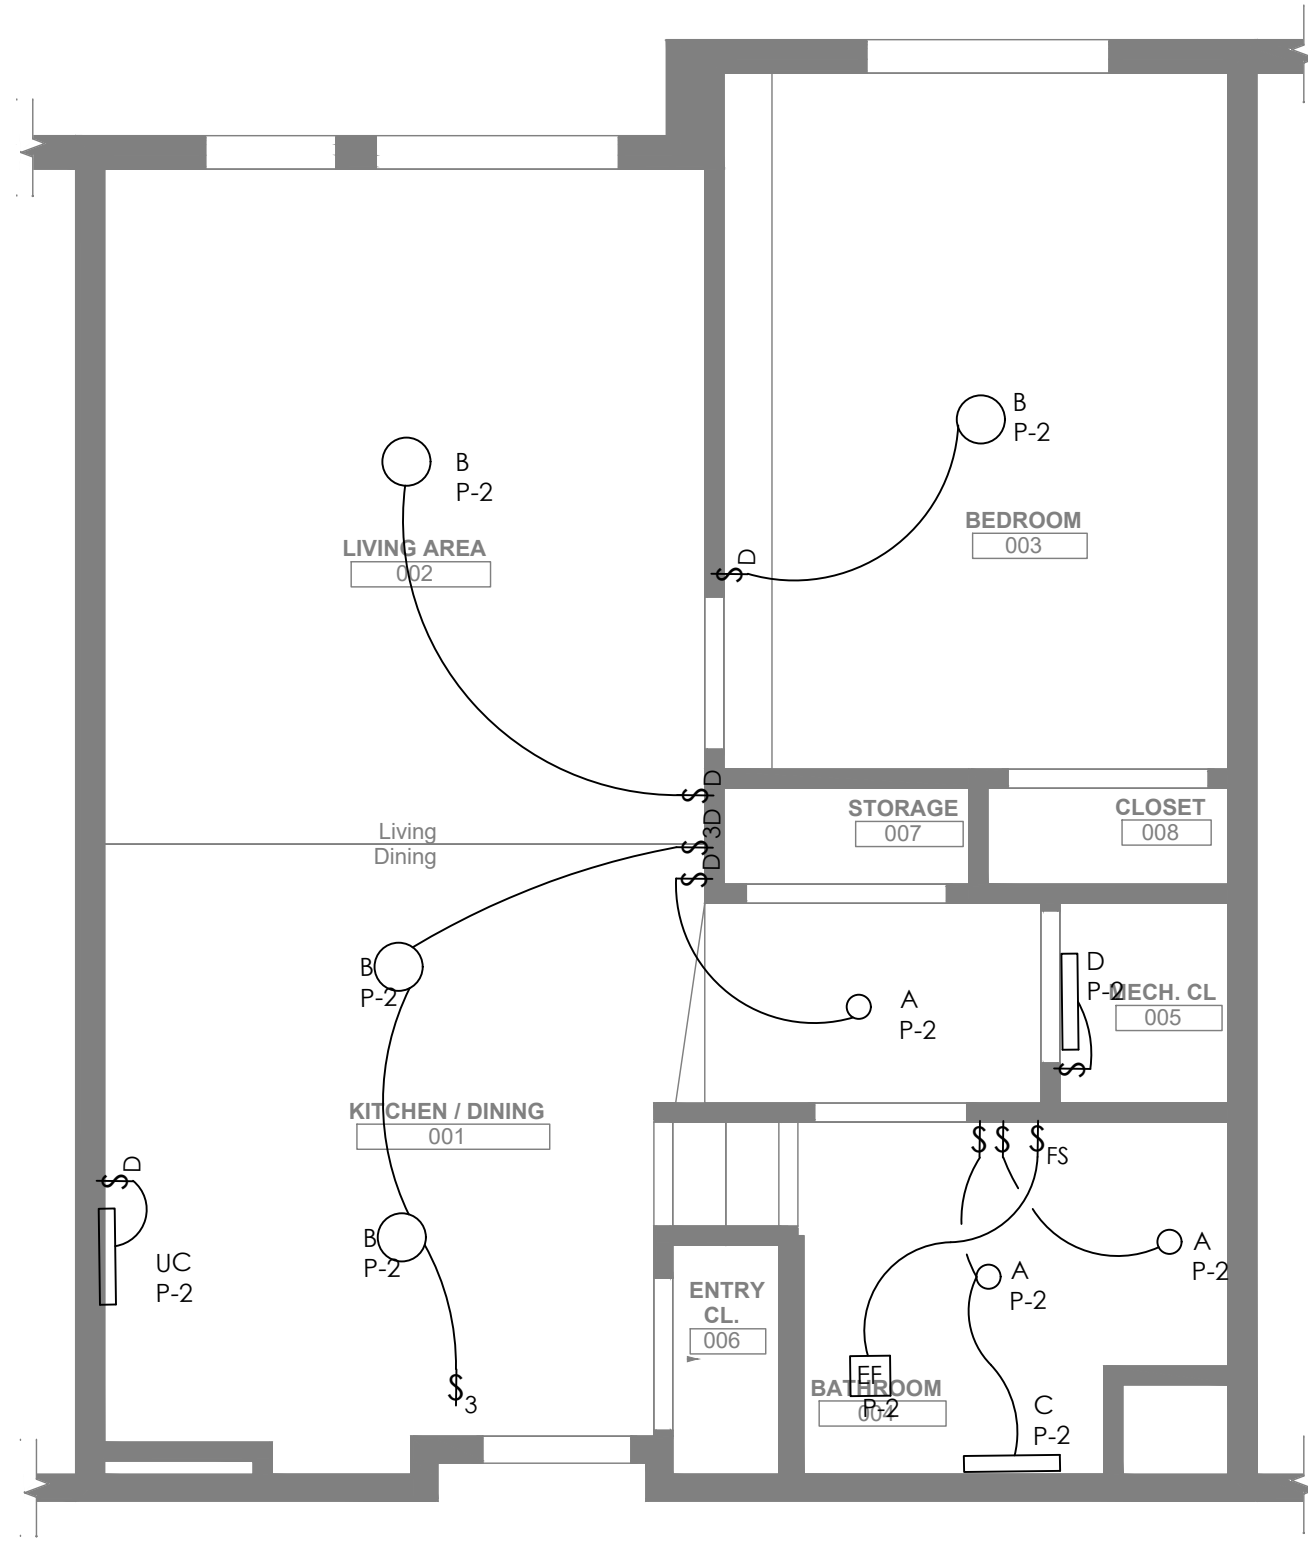 B
P-2
BEDROOM
003
B
P-2
LIVING AREA
002
$D
$D
STORAGE
007
CLOSET
008
$3D
Living
Dining
$D
B
P-2
A
P-2
D
P-2
MECH. CL
005
$
KITCHEN / DINING
001
$ $ $FS
$D
UC
P-2
B
P-2
A
P-2
A
P-2
ENTRY
CL.
006
$3
EF
P-2
BATHROOM
004
C
P-2